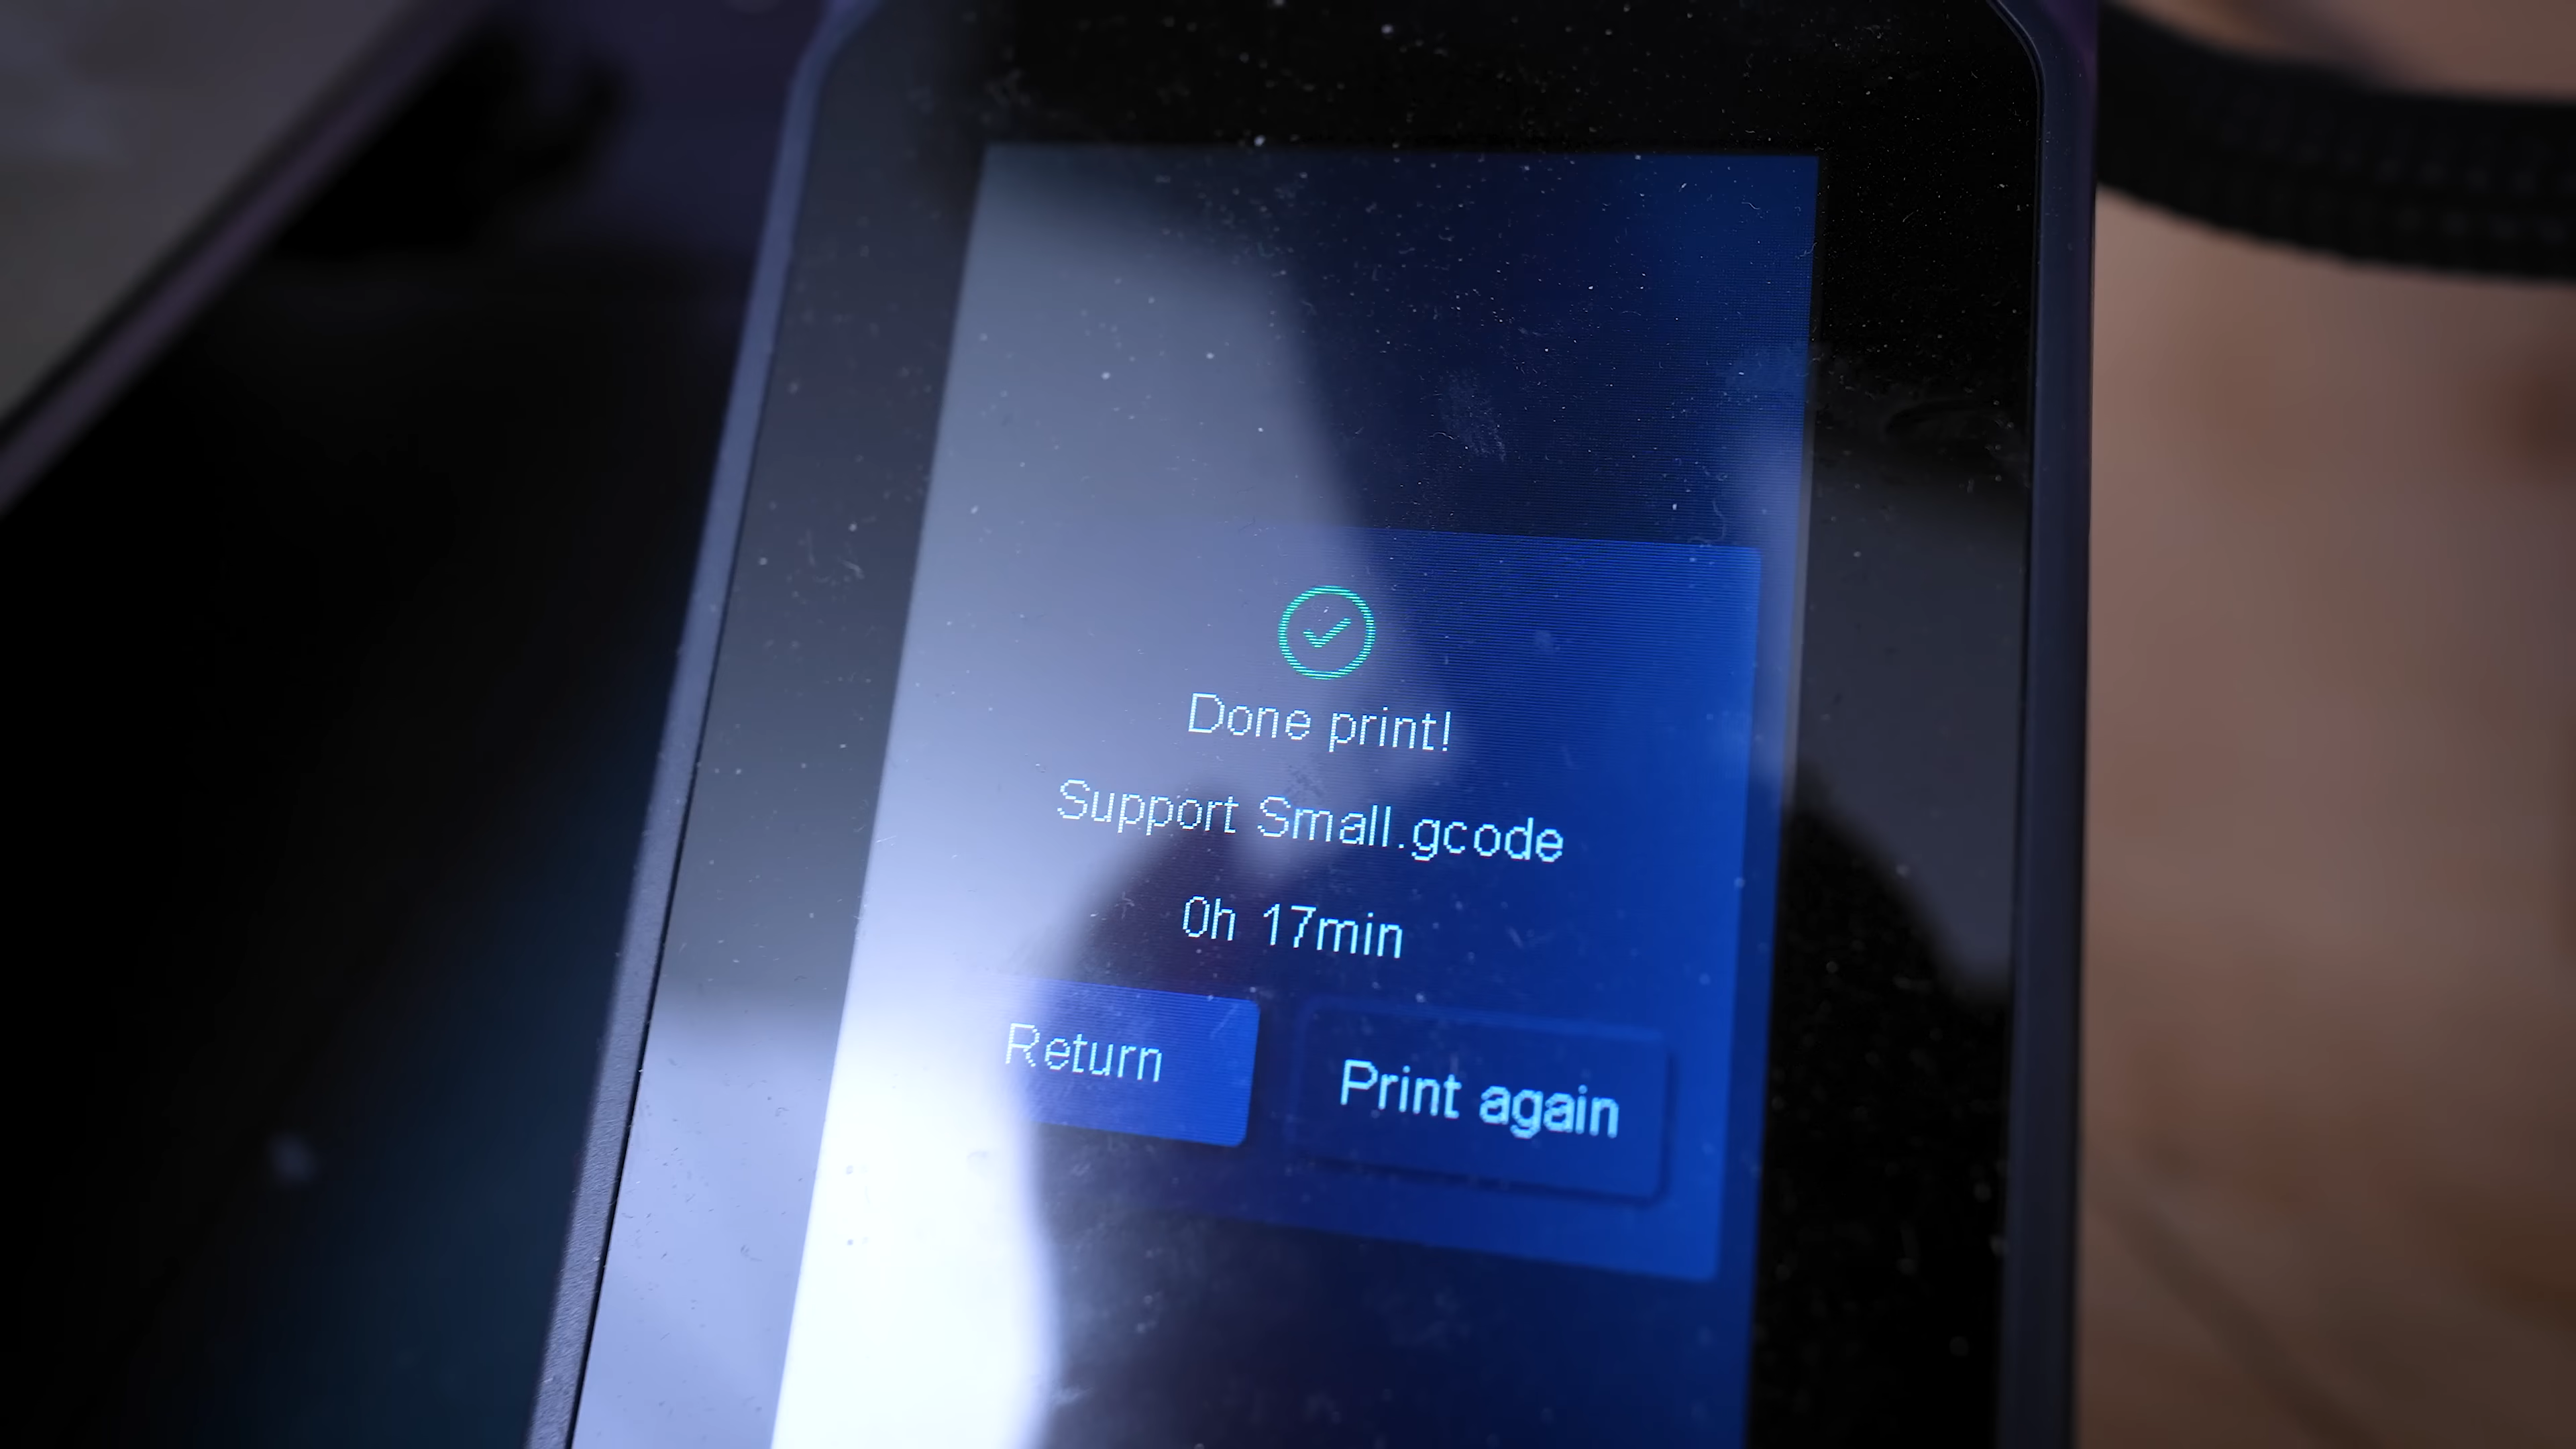 Done print!
Support Small.gcode
0h 17min
Return
Print again